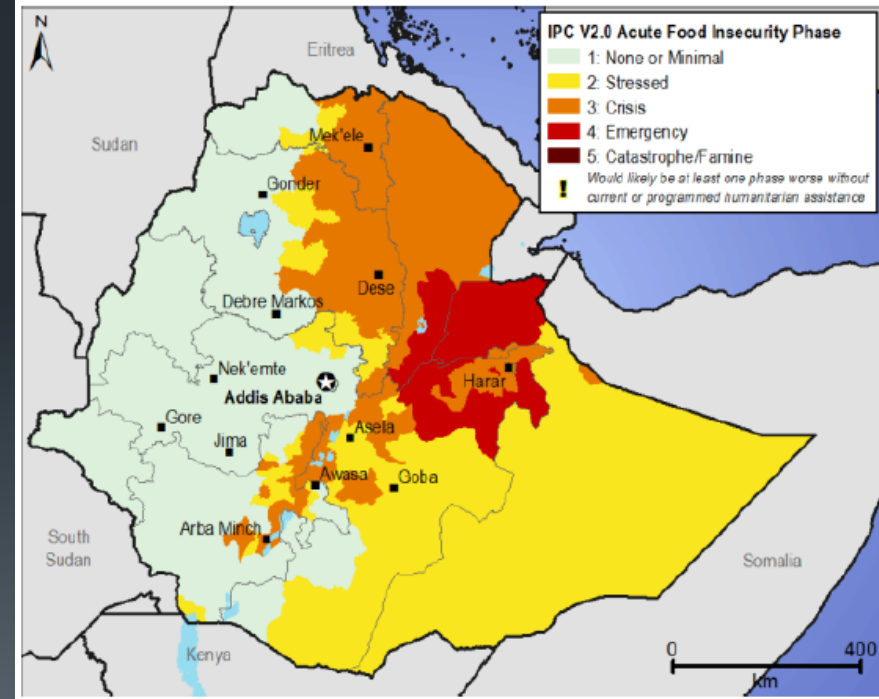 N
IPC V2.0 Acute Food Insecurity Phase
1: None or Minimal
2: Stressed
3: Crisis
4: Emergency
5: Catastrophe/Famine
! Would likely be at least one phase worse without
current or programmed humanitarian assistance
Eritrea
Sudan
Mek'ele
Gonder
Dese
Debre Markos
Nek'emte
Addis Ababa
Harar
Gore
Asela
Jima
Awasa
Goba
Arba Minch
South
Sudan
Somalia
Kenya
0 400
km